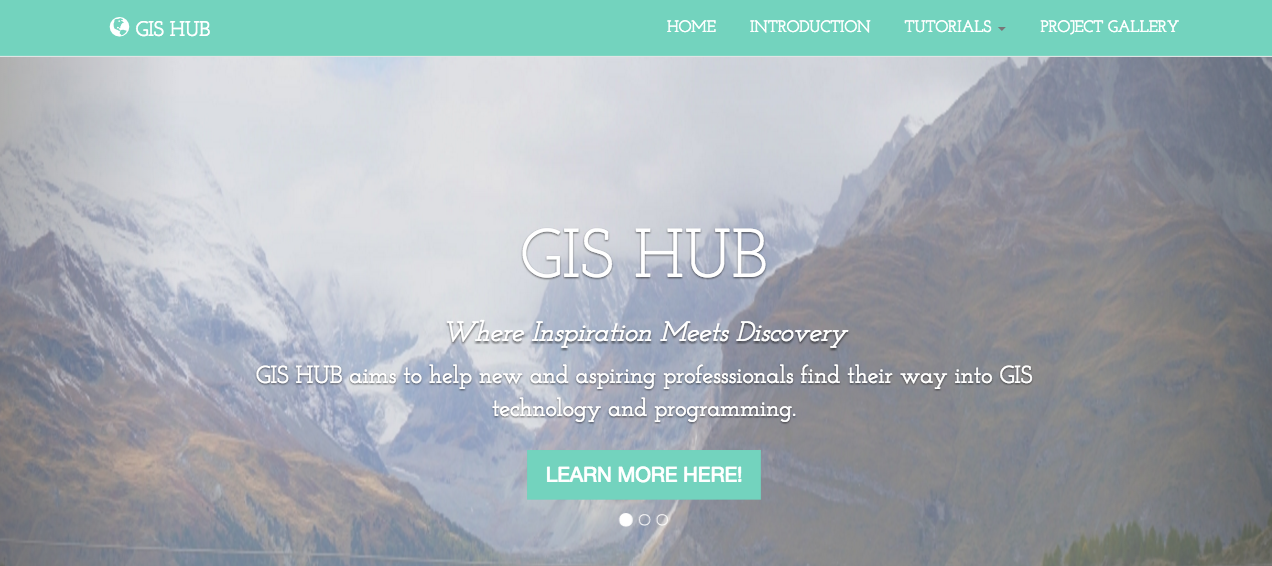 GIS HUB
HOME INTRODUCTION TUTORIALS PROJECT GALLERY
GIS HUB
Where Inspiration Meets Discovery
GIS HUB aims to help new and aspiring professsionals find their way into GIS
technology and programming.
LEARN MORE HERE!